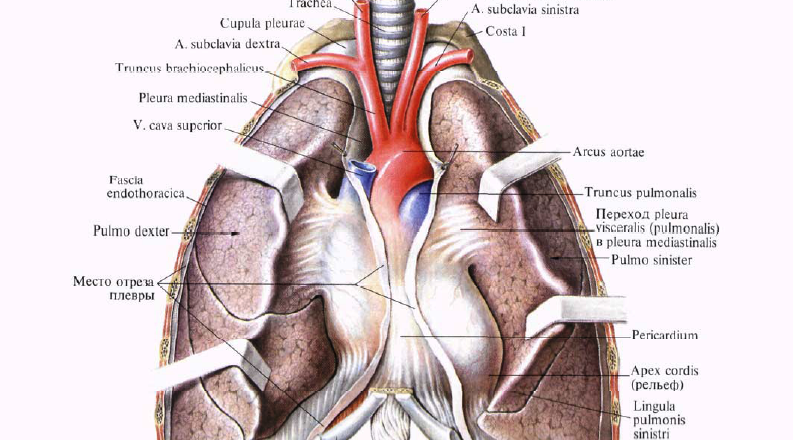 Trachea
Cupula pleurae
A. subclavia dextra
Truncus brachiocephalicus
Pleura mediastinalis
V. cava superior
Fascia
endothoracica
Pulmo dexter
Место отреза
плевры
A. subclavia sinistra
Costa I
Arcus aortae
Truncus pulmonalis
Переход pleura
visceralis (pulmonalis)
в pleura mediastinalis
Pulmo sinister
Pericardium
Apex cordis
(рельеф)
Lingula
pulmonis
sinistri